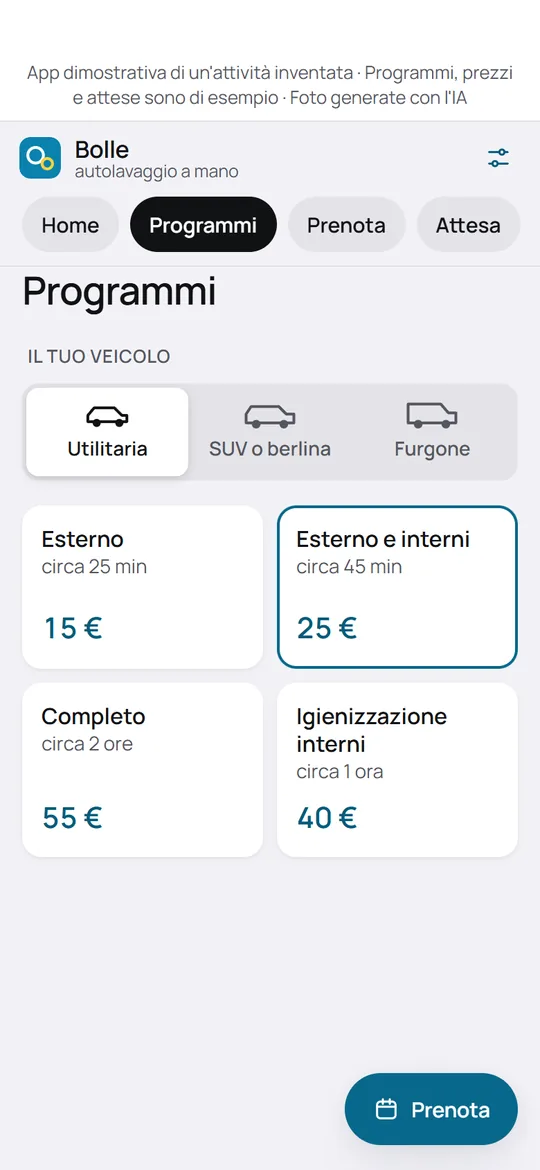 App dimostrativa di un'attività inventata · Programmi, prezzi
e attese sono di esempio · Foto generate con l'IA
Bolle
autolavaggio a mano
Home
Programmi
Prenota
Attesa
Programmi
IL TUO VEICOLO
Utilitaria
SUV o berlina
Furgone
Esterno
circa 25 min
15 €
Esterno e interni
circa 45 min
25 €
Completo
circa 2 ore
55 €
Igienizzazione
interni
circa 1 ora
40 €
Prenota